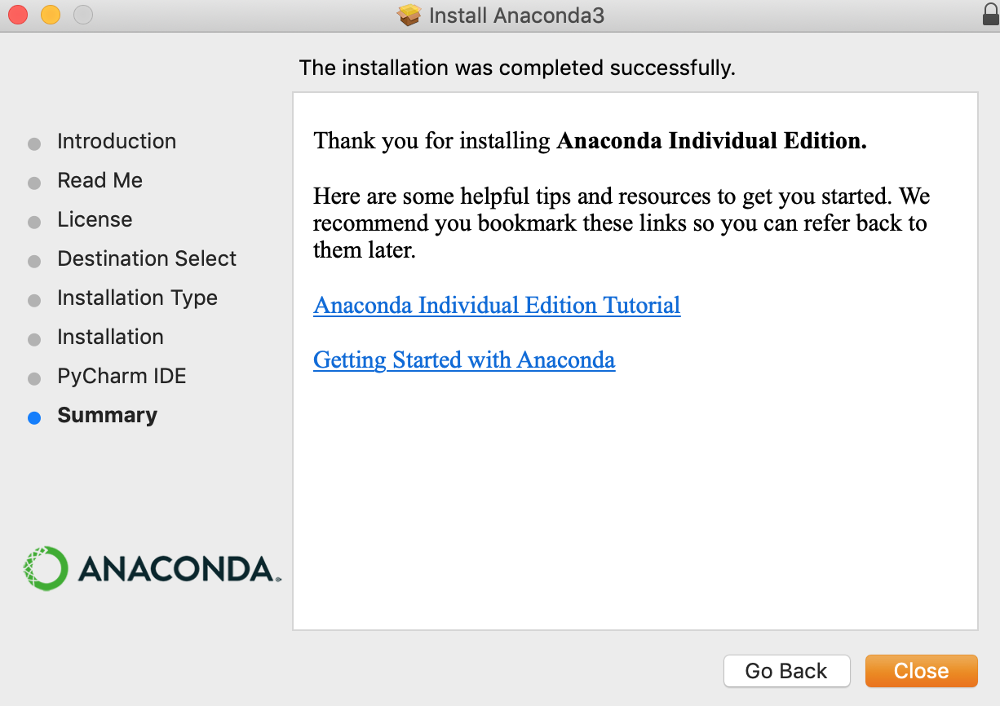 Install Anaconda3
The installation was completed successfully.
Introduction
Read Me
License
Destination Select
Installation Type
Installation
PyCharm IDE
Summary
Thank you for installing Anaconda Individual Edition.
Here are some helpful tips and resources to get you started. We
recommend you bookmark these links so you can refer back to
them later.
Anaconda Individual Edition Tutorial
Getting Started with Anaconda
ANACONDA.
Go Back
Close